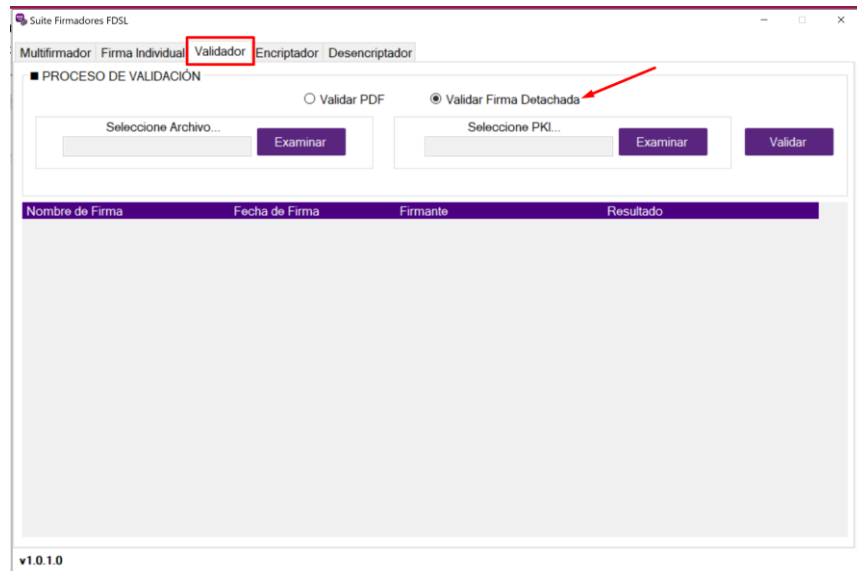 Suite Firmadores FDSL
Multifirmador Firma Individual Validador Encriptador Desencriptador
PROCESO DE VALIDACIÓN
Validar PDF Validar Firma Detachada
Seleccione Archivo... Seleccione PKI...
Examinar Examinar Validar
Nombre de Firma Fecha de Firma Firmante Resultado
v1.0.1.0